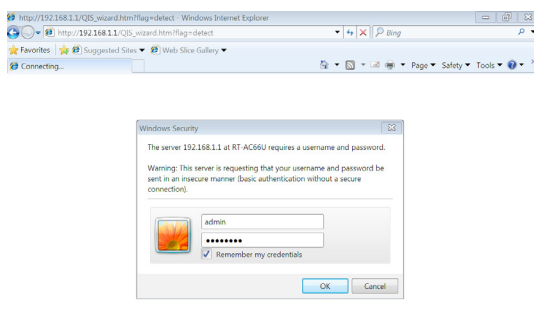 http://192.168.1.1/QIS_wizard.htm?flag=detect - Windows Internet Explorer
http://192.168.1.1/QIS_wizard.htm?flag=detect
Bing
Favorites Suggested Sites Web Slice Gallery
Connecting...
Page Safety Tools
Windows Security
The server 192.168.1.1 at RT-AC66U requires a username and password.
Warning: This server is requesting that your username and password be
sent in an insecure manner (basic authentication without a secure
connection).
admin
••••••••
Remember my credentials
OK Cancel